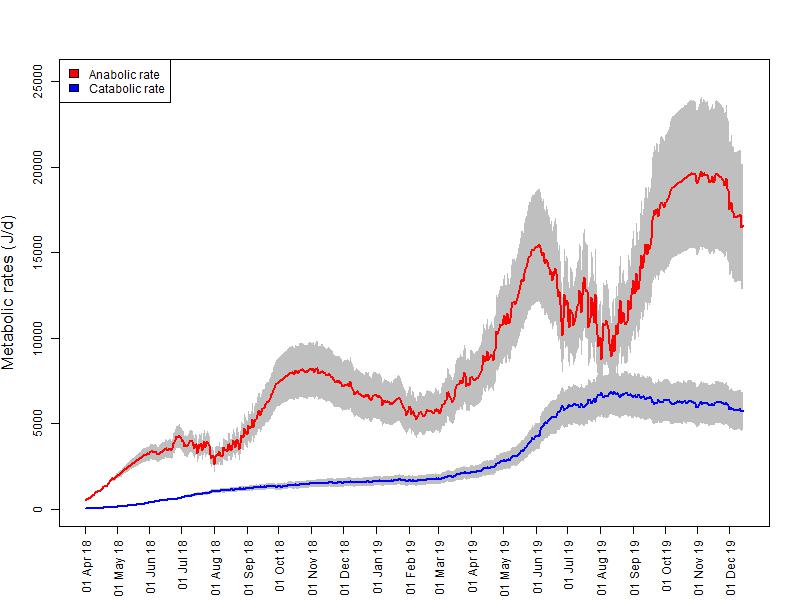 Anabolic rate
Catabolic rate
Metabolic rates (J/d)
25000
20000
15000
10000
5000
0
01 Apr 18
01 May 18
01 Jun 18
01 Jul 18
01 Aug 18
01 Sep 18
01 Oct 18
01 Nov 18
01 Dec 18
01 Jan 19
01 Feb 19
01 Mar 19
01 Apr 19
01 May 19
01 Jun 19
01 Jul 19
01 Aug 19
01 Sep 19
01 Oct 19
01 Nov 19
01 Dec 19